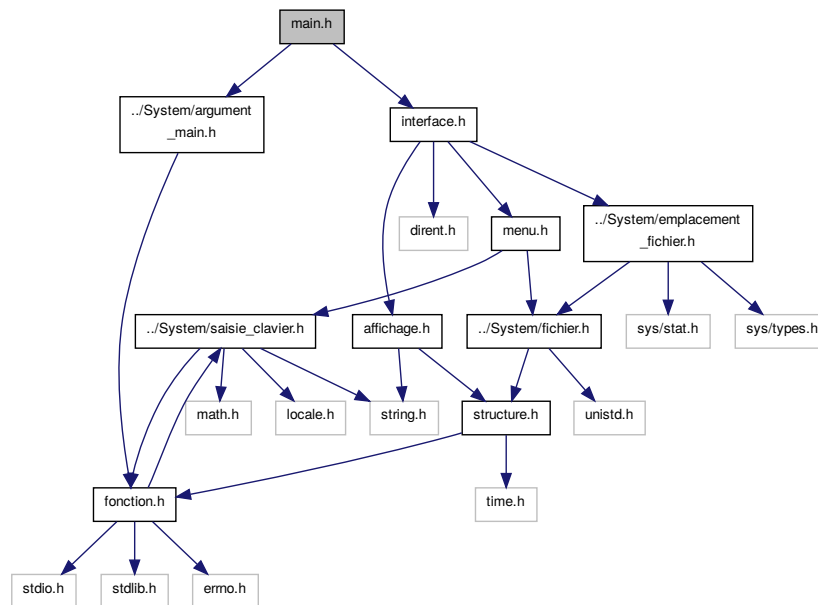 main.h
../System/argument
_main.h
interface.h
dirent.h
menu.h
../System/emplacement
_fichier.h
../System/saisie_clavier.h
affichage.h
../System/fichier.h
sys/stat.h
sys/types.h
math.h
locale.h
string.h
structure.h
unistd.h
fonction.h
time.h
stdio.h
stdlib.h
errno.h